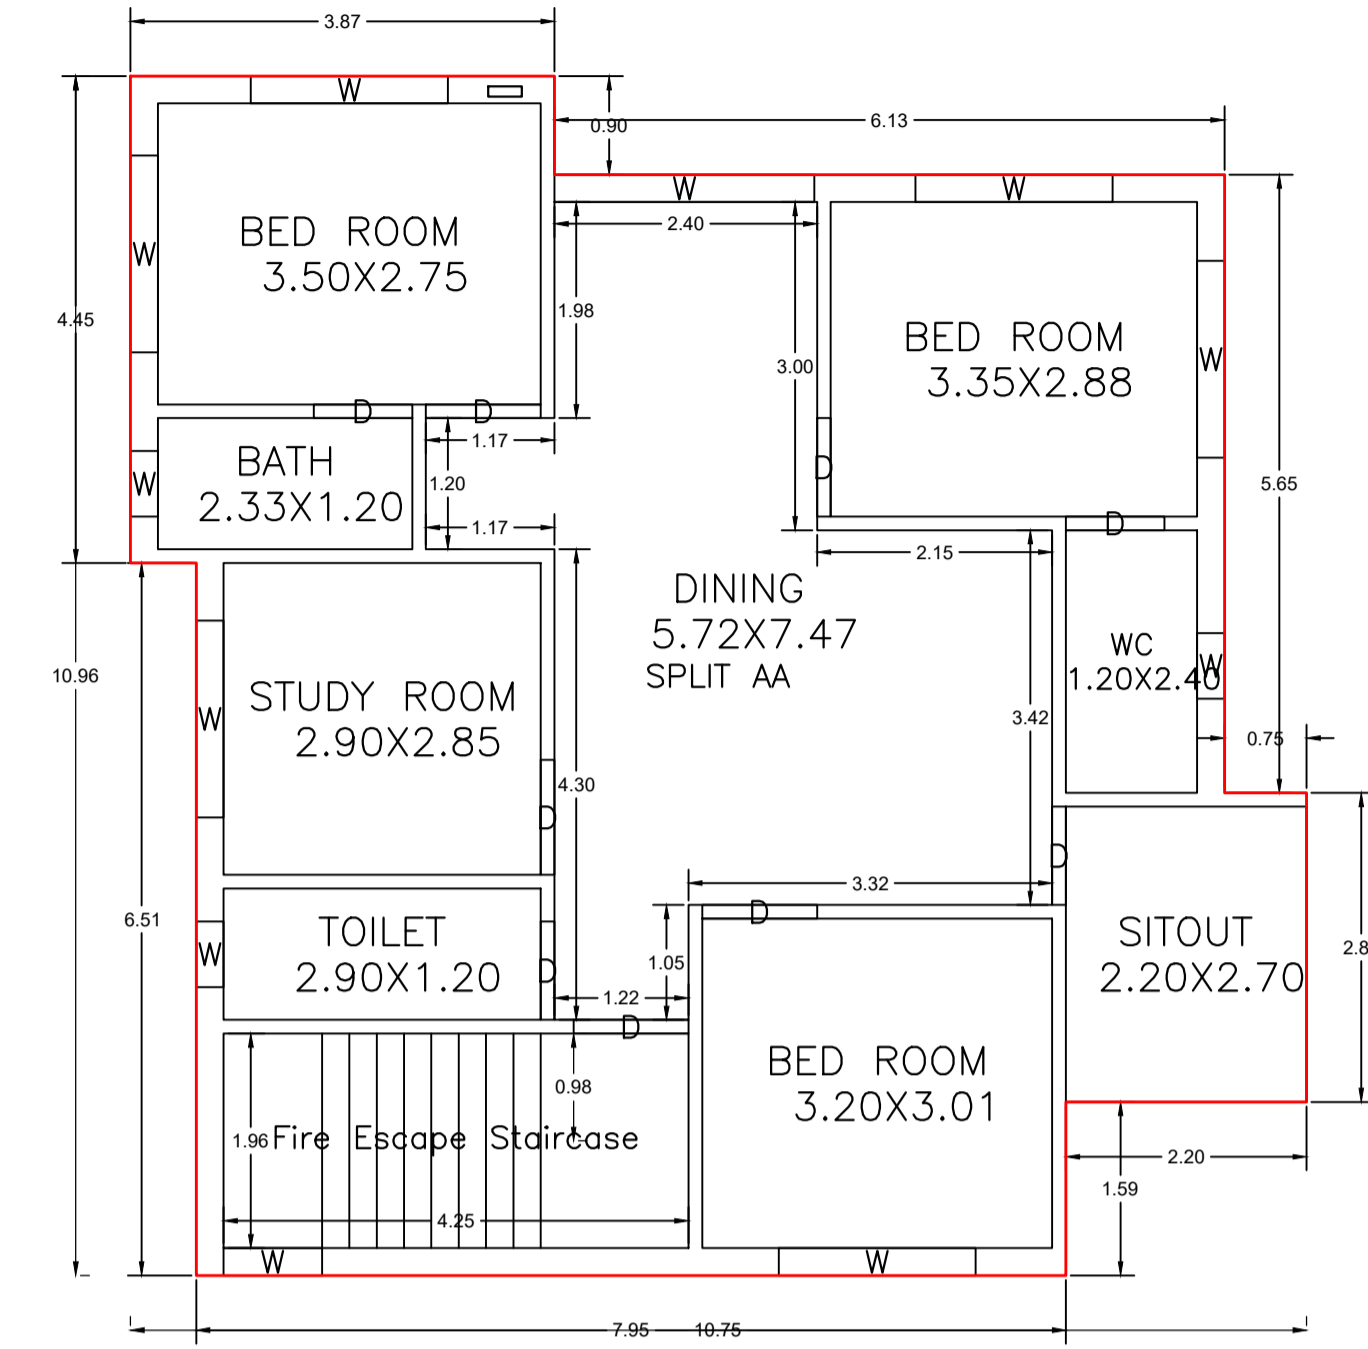 3.87
W
0.90
6.13
W
W
2.40
BED ROOM
3.50X2.75
W
1.98
4.45
BED ROOM
3.35X2.88
W
3.00
D
D
1.17
BATH
2.33X1.20
W
1.20
D
5.65
1.17
D
2.15
DINING
5.72X7.47
SPLIT AA
WC
1.20X2.40
W
10.96
STUDY ROOM
2.90X2.85
W
3.42
0.75
4.30
D
D
3.32
D
6.51
TOILET
2.90X1.20
W
D
1.05
SITOUT
2.20X2.70
2.8
1.22
D
BED ROOM
3.20X3.01
0.98
1.96
Fire Escape Staircase
2.20
1.59
4.25
W
W
7.95
10.75